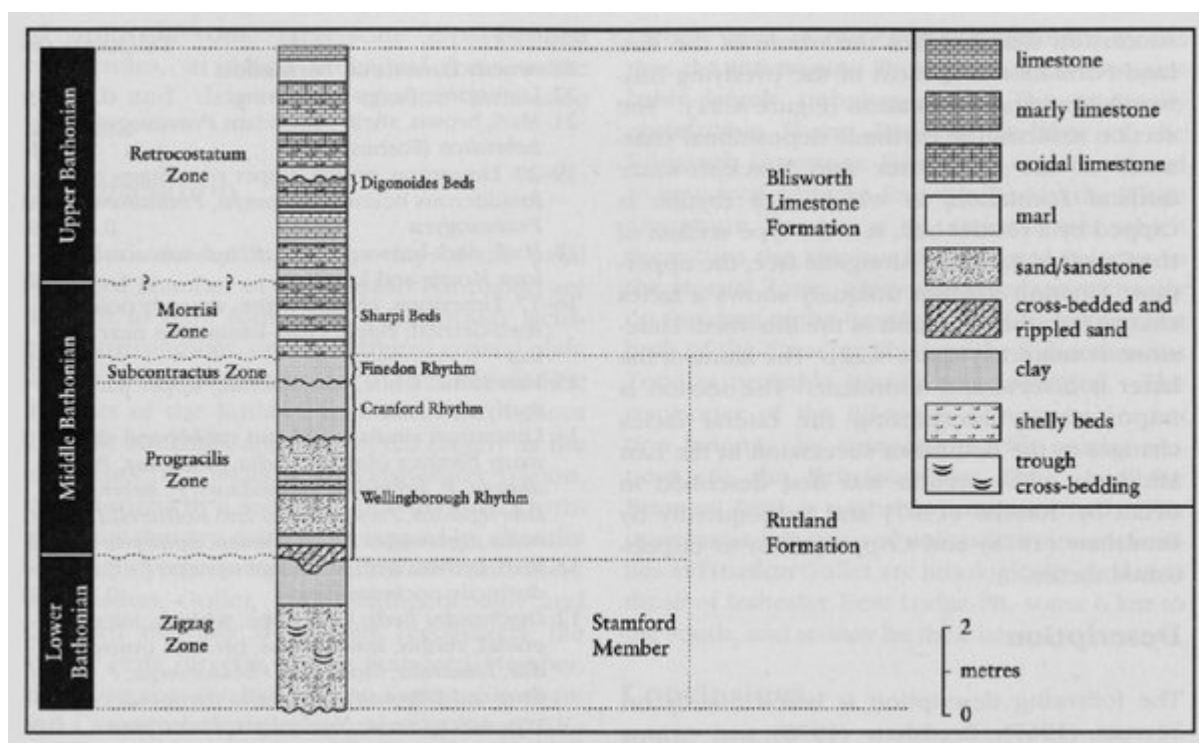 Upper Bathonian
Middle Bathonian
Lower
Bathonian
Retrocostatum
Zone
?
?
Morrisi
Zone
Subcontractus Zone
Progracilis
Zone
Zigzag
Zone
Digonoides Beds
Sharpi Beds
Finedon Rhythm
Cranford Rhythm
Wellingborough Rhythm
Stamford
Member
Blisworth
Limestone
Formation
Rutland
Formation
limestone
marly limestone
ooidal limestone
marl
sand/sandstone
cross-bedded and
rippled sand
clay
shelly beds
trough
cross-bedding
2
metres
0